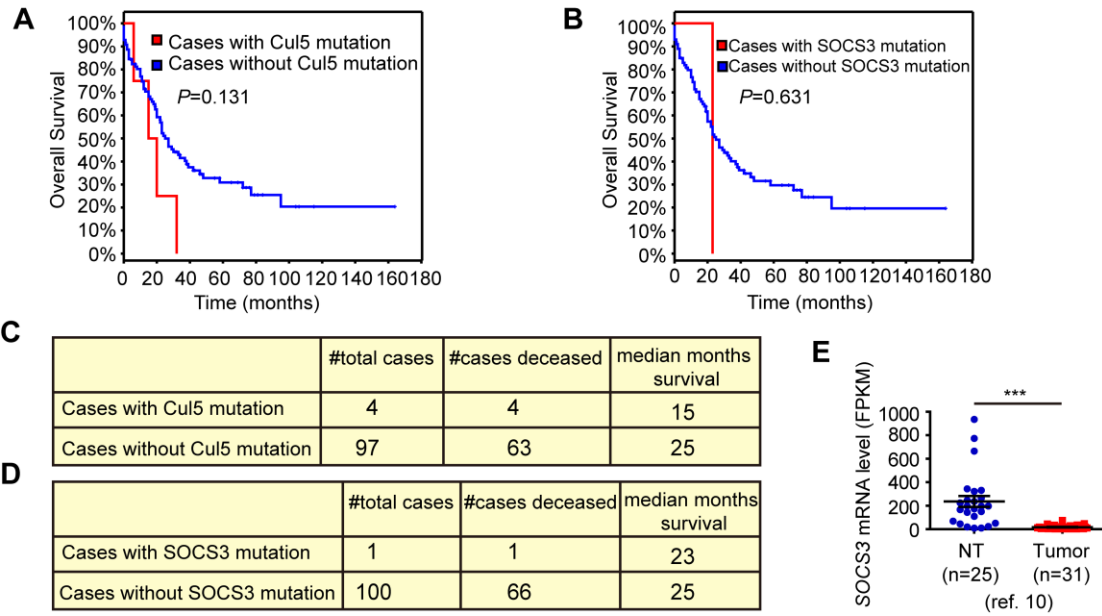 A
100%
90%
80%
70%
60%
50%
40%
30%
20%
10%
0%
Overall Survival
Cases with Cul5 mutation
Cases without Cul5 mutation
P=0.131
0 20 40 60 80 100 120 140 160 180
Time (months)
B
100%
90%
80%
70%
60%
50%
40%
30%
20%
10%
0%
Overall Survival
Cases with SOCS3 mutation
Cases without SOCS3 mutation
P=0.631
0 20 40 60 80 100 120 140 160 180
Time (months)
C
#total cases #cases deceased median months
survival
Cases with Cul5 mutation 4 4 15
Cases without Cul5 mutation 97 63 25
D
#total cases #cases deceased median months
survival
Cases with SOCS3 mutation 1 1 23
Cases without SOCS3 mutation 100 66 25
E
***
SOCS3 mRNA level (FPKM)
1000
800
600
400
200
0
NT Tumor
(n=25) (n=31)
(ref. 10)